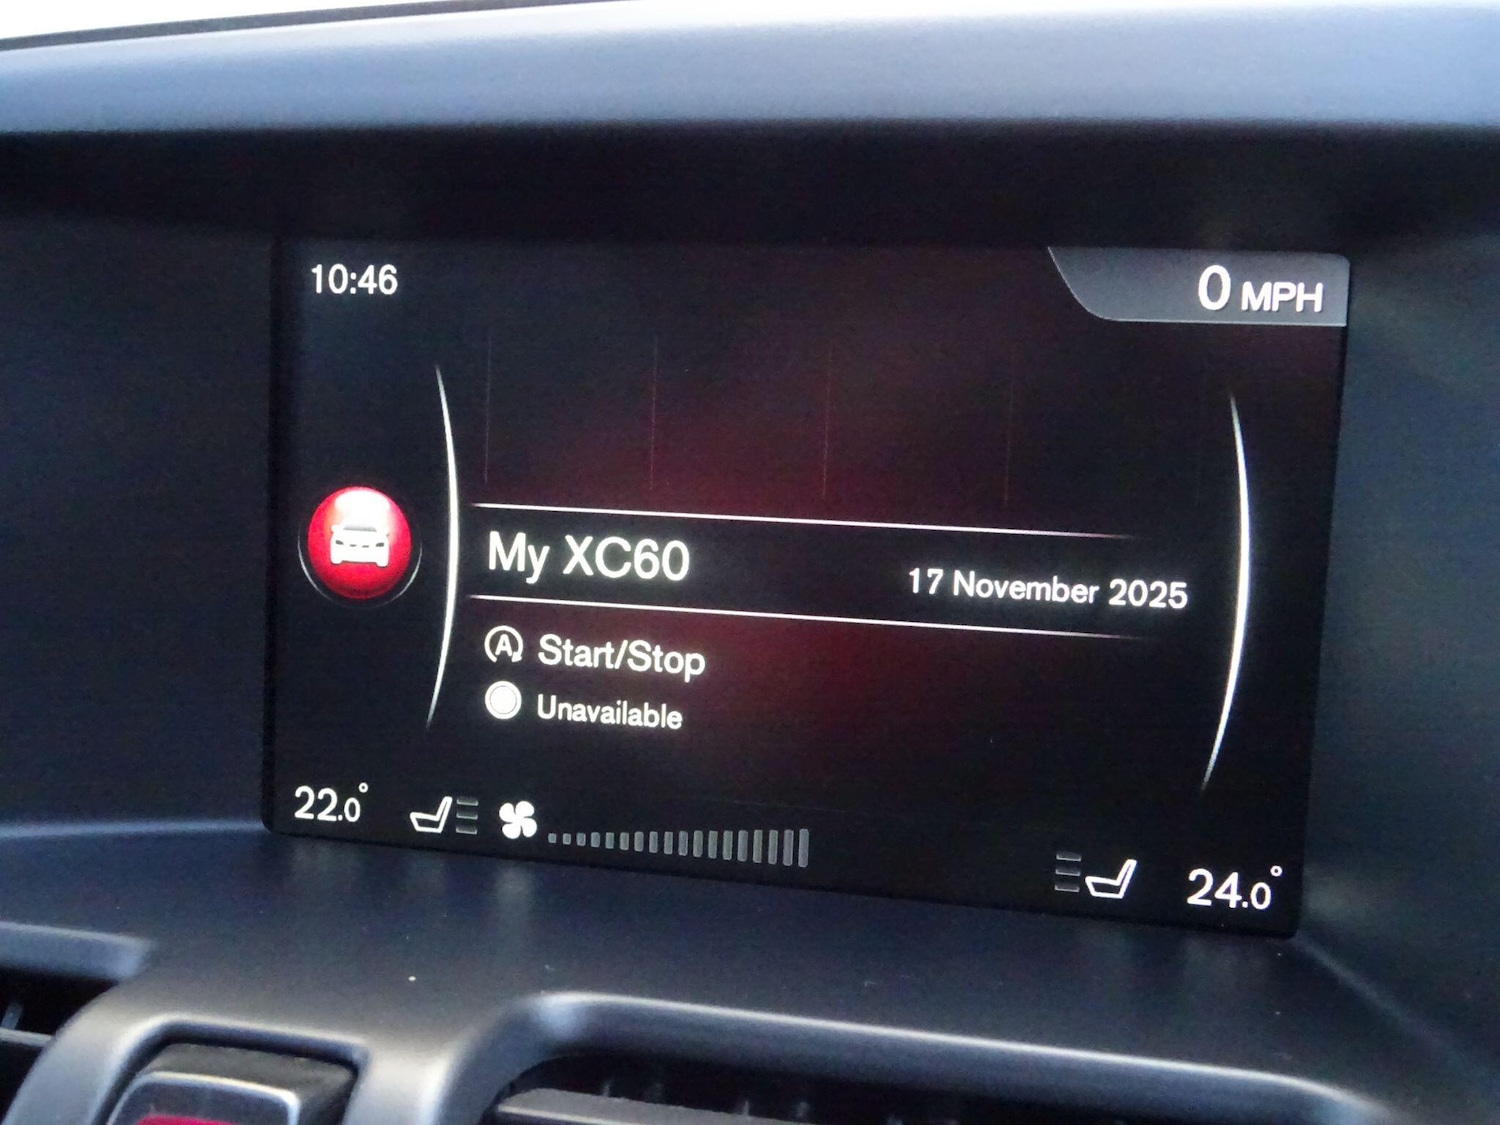 10:46
0 MPH
My XC60
17 November 2025
A Start/Stop
Unavailable
22.0°
24.0°